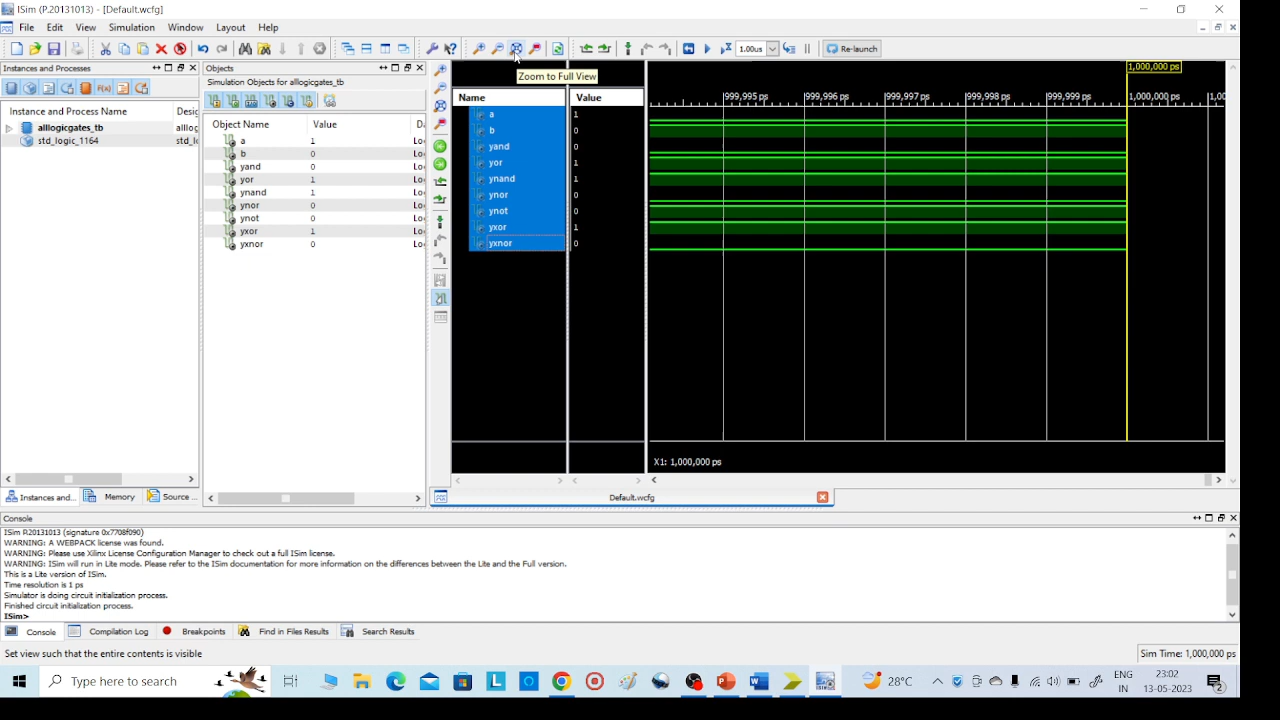 ISim (P.20131013) - [Default.wcfg]
File Edit View Simulation Window Layout Help
1.00us Re-launch
Zoom to Full View
Instances and Processes
Instance and Process Name Desig
alllogicgates_tb alllog
std_logic_1164 std_lo
Objects
Simulation Objects for alllogicgates_tb
Object Name Value
a 1
b 0
yand 0
yor 1
ynand 1
ynor 0
ynot 0
yxor 1
yxnor 0
Name Value
a 1
b 0
yand 0
yor 1
ynand 1
ynor 0
ynot 0
yxor 1
yxnor 0
1,000,000 ps
999,995 ps 999,996 ps 999,997 ps 999,998 ps 999,999 ps 1,000,000 ps 1,00
X1: 1,000,000 ps
Instances and... Memory Source ...
Default.wcfg
Console
ISim P.20131013 (signature 0x7708f090)
WARNING: A WEBPACK license was found.
WARNING: Please use Xilinx License Configuration Manager to check out a full ISim license.
WARNING: ISim will run in Lite mode. Please refer to the ISim documentation for more information on the differences between the Lite and the Full version.
This is a Lite version of ISim.
Time resolution is 1 ps
Simulator is doing circuit initialization process.
Finished circuit initialization process.
ISim>
Console Compilation Log Breakpoints Find in Files Results Search Results
Set view such that the entire contents is visible
Sim Time: 1,000,000 ps
Type here to search
28°C
ENG
IN
23:02
13-05-2023
2